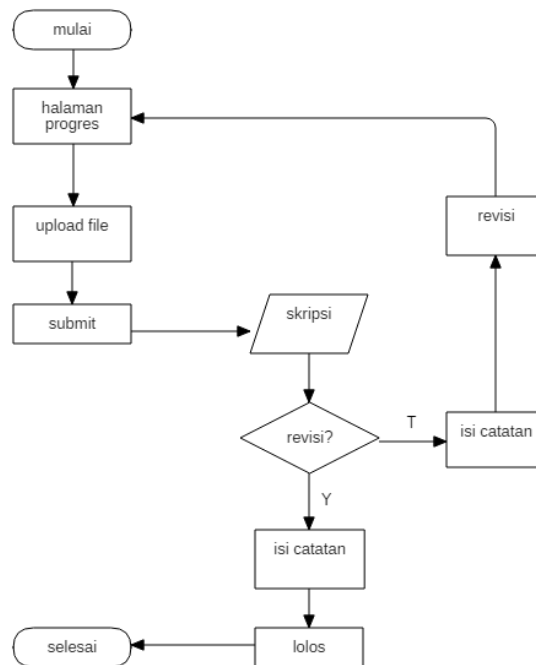 mulai
halaman
progres
upload file
submit
skripsi
revisi?
T
isi catatan
revisi
Y
isi catatan
lolos
selesai